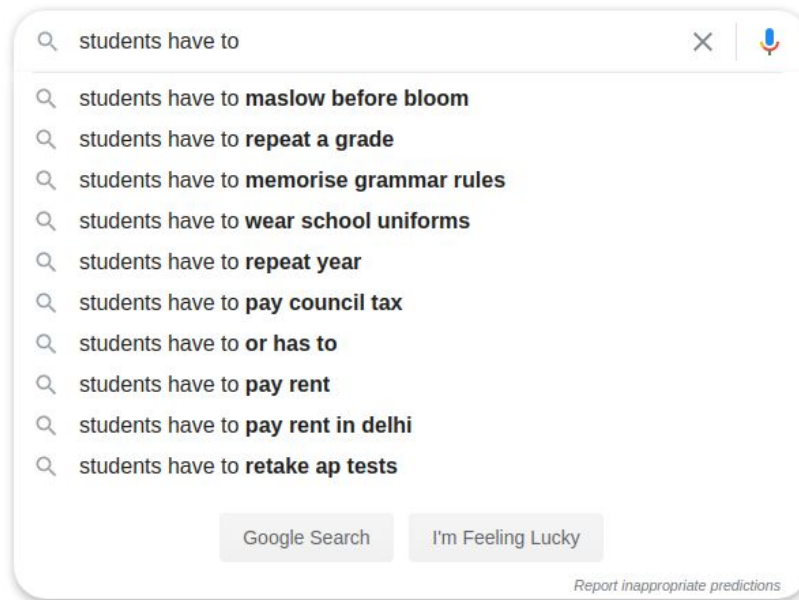 students have to
students have to maslow before bloom
students have to repeat a grade
students have to memorise grammar rules
students have to wear school uniforms
students have to repeat year
students have to pay council tax
students have to or has to
students have to pay rent
students have to pay rent in delhi
students have to retake ap tests
Google Search I'm Feeling Lucky
Report inappropriate predictions